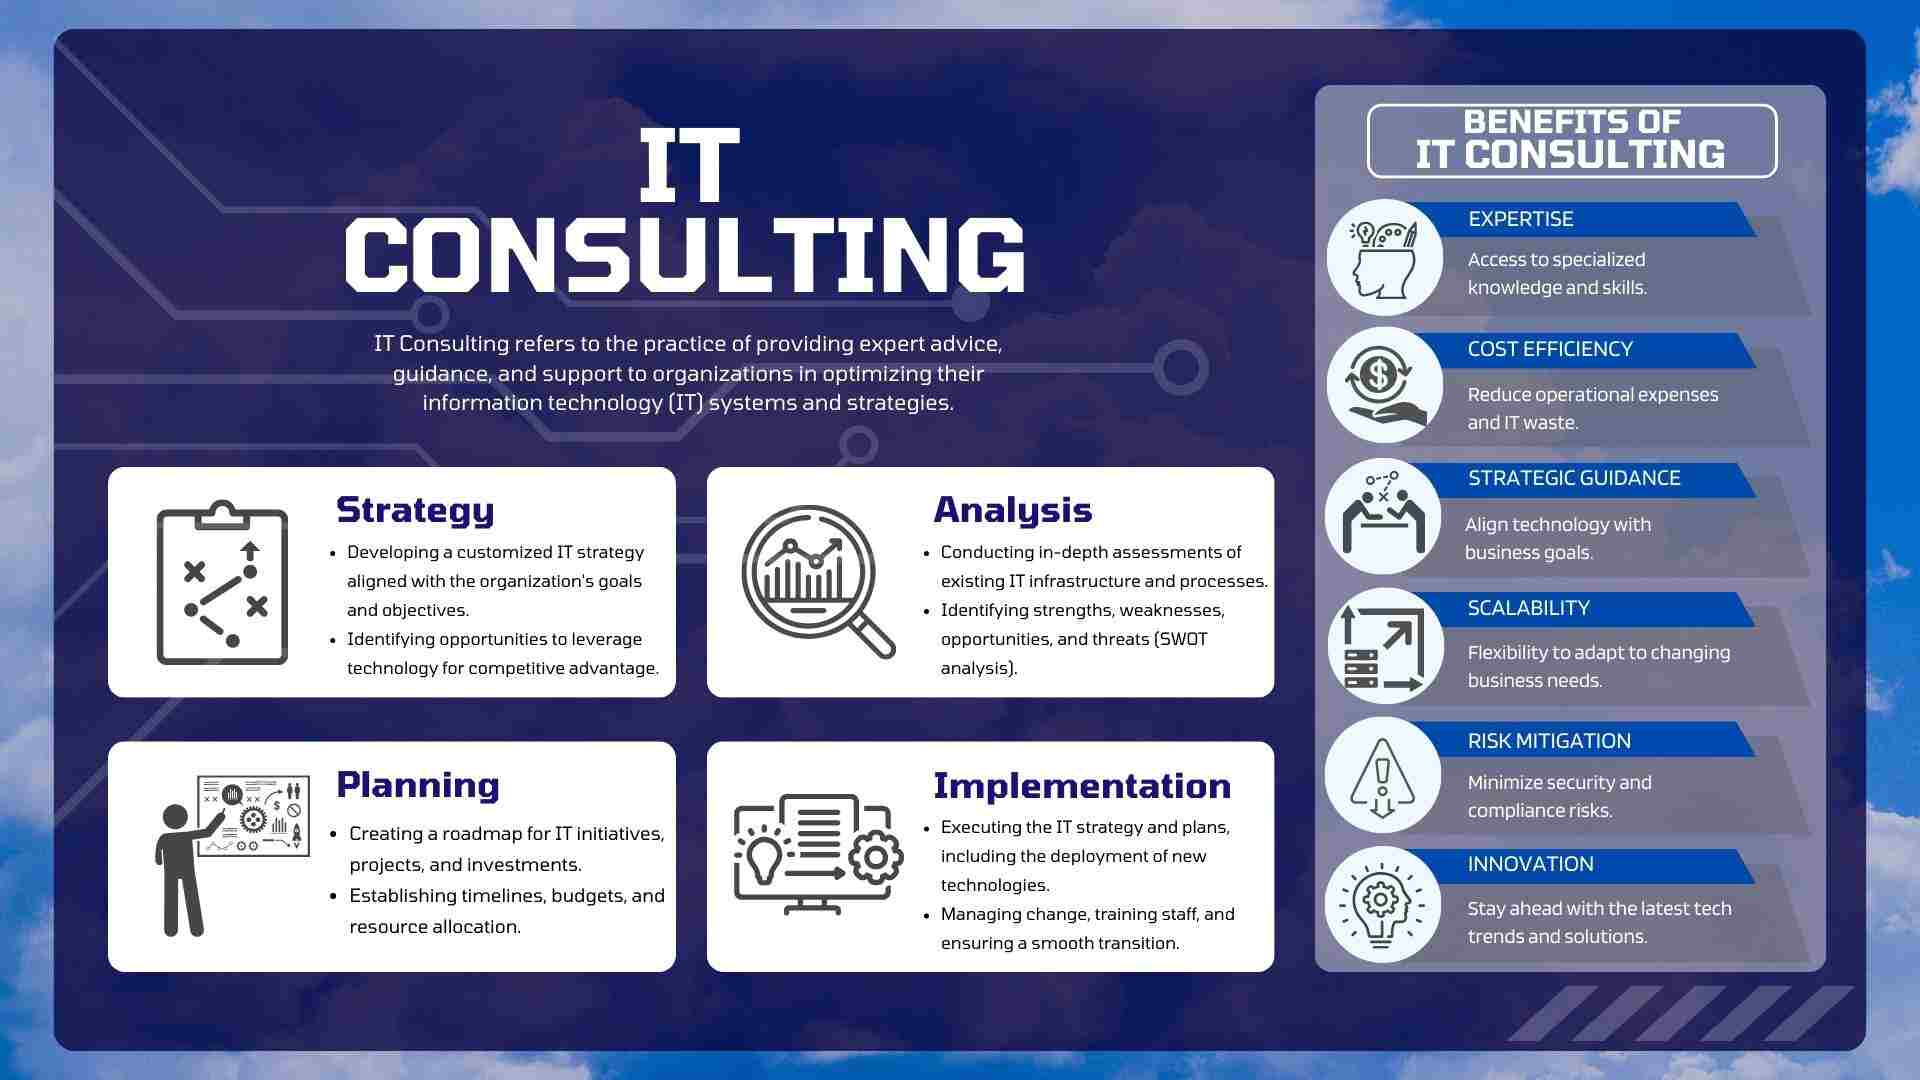 IT
CONSULTING
IT Consulting refers to the practice of providing expert advice,
guidance, and support to organizations in optimizing their
information technology (IT) systems and strategies.
Strategy
• Developing a customized IT strategy
aligned with the organization's goals
and objectives.
• Identifying opportunities to leverage
technology for competitive advantage.
Analysis
• Conducting in-depth assessments of
existing IT infrastructure and processes.
• Identifying strengths, weaknesses,
opportunities, and threats (SWOT
analysis).
Planning
• Creating a roadmap for IT initiatives,
projects, and investments.
• Establishing timelines, budgets, and
resource allocation.
Implementation
• Executing the IT strategy and plans,
including the deployment of new
technologies.
• Managing change, training staff, and
ensuring a smooth transition.
BENEFITS OF
IT CONSULTING
EXPERTISE
Access to specialized
knowledge and skills.
COST EFFICIENCY
Reduce operational expenses
and IT waste.
STRATEGIC GUIDANCE
Align technology with
business goals.
SCALABILITY
Flexibility to adapt to changing
business needs.
RISK MITIGATION
Minimize security and
compliance risks.
INNOVATION
Stay ahead with the latest tech
trends and solutions.